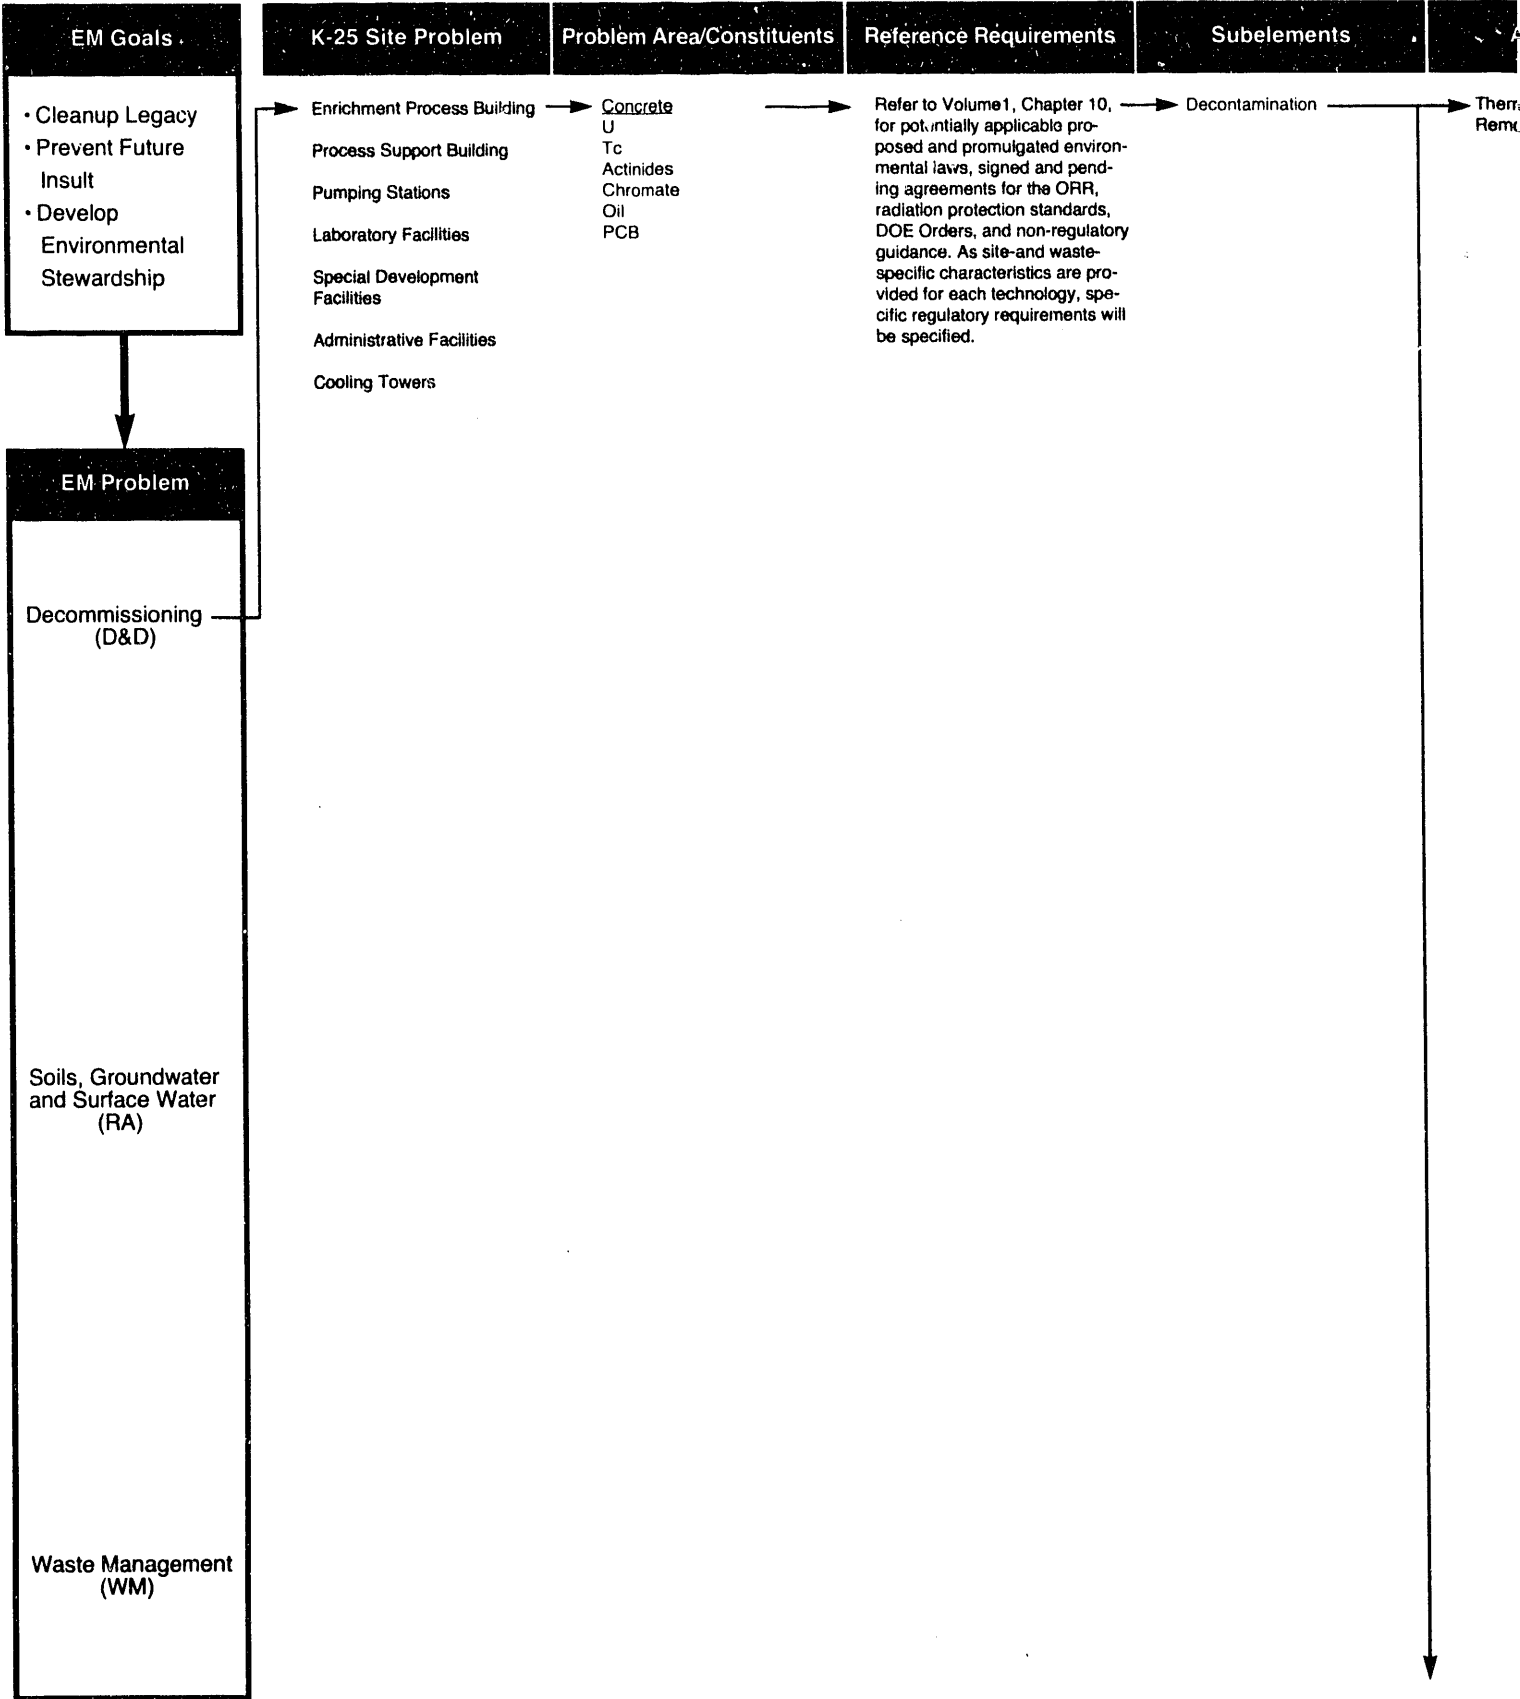 EM Goals
• Cleanup Legacy
• Prevent Future
Insult
• Develop
Environmental
Stewardship
EM Problem
Decommissioning
(D&D)
Soils, Groundwater
and Surface Water
(RA)
Waste Management
(WM)
K-25 Site Problem
Enrichment Process Building
Process Support Building
Pumping Stations
Laboratory Facilities
Special Development
Facilities
Administrative Facilities
Cooling Towers
Problem Area/Constituents
Concrete
U
Tc
Actinides
Chromate
Oil
PCB
Reference Requirements
Refer to Volume1, Chapter 10,
for potentially applicable pro-
posed and promulgated environ-
mental laws, signed and pend-
ing agreements for the ORR,
radiation protection standards,
DOE Orders, and non-regulatory
guidance. As site-and waste-
specific characteristics are pro-
vided for each technology, spe-
cific regulatory requirements will
be specified.
Subelements
Decontamination